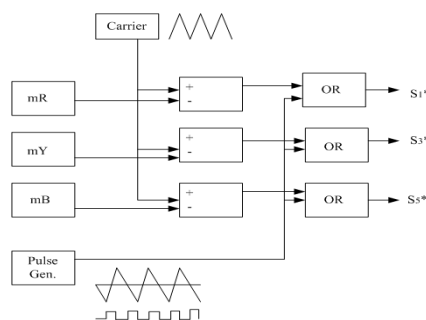 Carrier
mR
+
-
OR
S1*
mY
+
-
OR
S3*
mB
+
-
OR
S5*
Pulse
Gen.